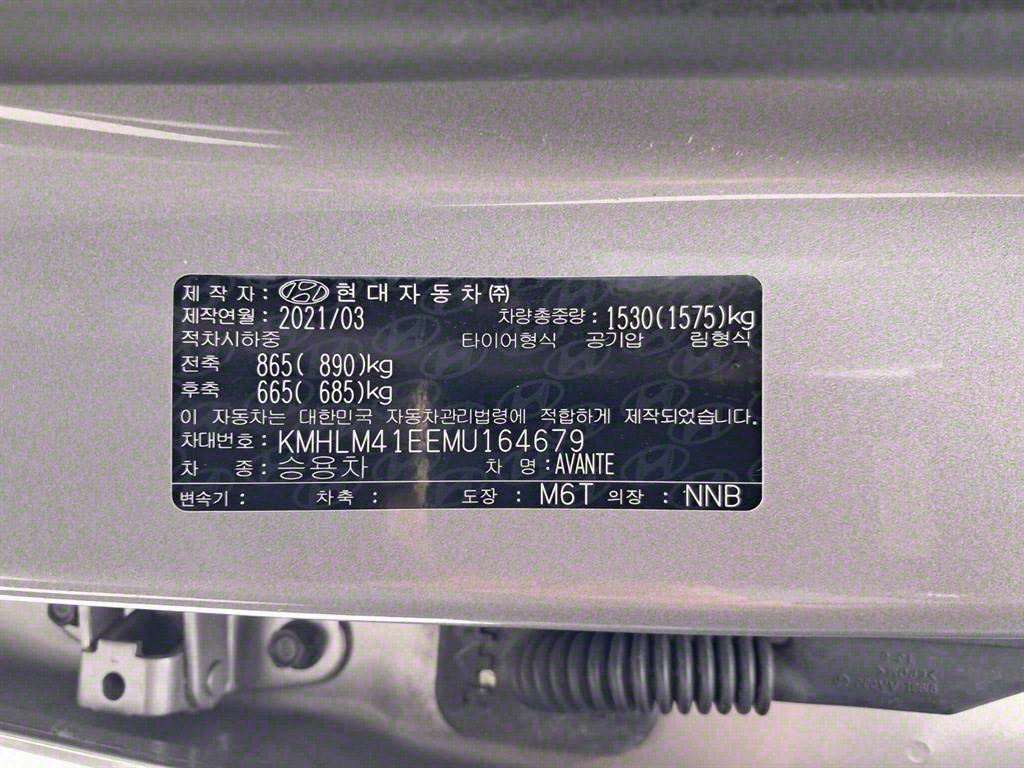 제 작 자 : 현대자동차㈜
제작연월 : 2021/03 차량총중량 : 1530(1575)kg
적차시하중 타이어형식 공기압 림형식
전축 865( 890)kg
후축 665( 685)kg
이 자동차는 대한민국 자동차관리법령에 적합하게 제작되었습니다.
차대번호 : KMHLM41EEMU164679
차 종 : 승용차 차 명 : AVANTE
변속기 : 차축 : 도장 : M6T 의장 : NNB